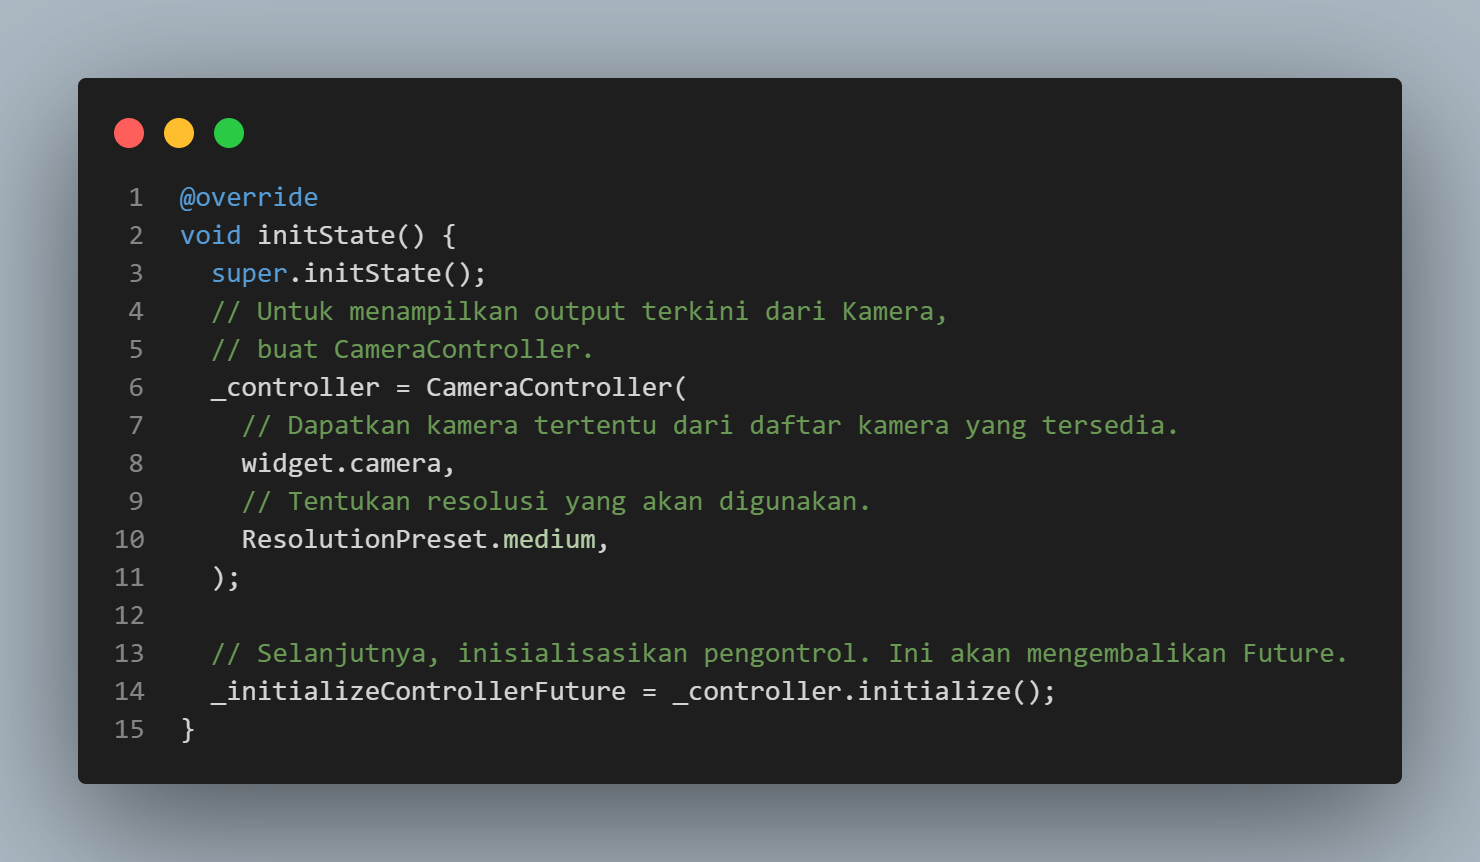 1 @override
2 void initState() {
3   super.initState();
4   // Untuk menampilkan output terkini dari Kamera,
5   // buat CameraController.
6   _controller = CameraController(
7     // Dapatkan kamera tertentu dari daftar kamera yang tersedia.
8     widget.camera,
9     // Tentukan resolusi yang akan digunakan.
10     ResolutionPreset.medium,
11   );
12
13   // Selanjutnya, inisialisasikan pengontrol. Ini akan mengembalikan Future.
14   _initializeControllerFuture = _controller.initialize();
15 }